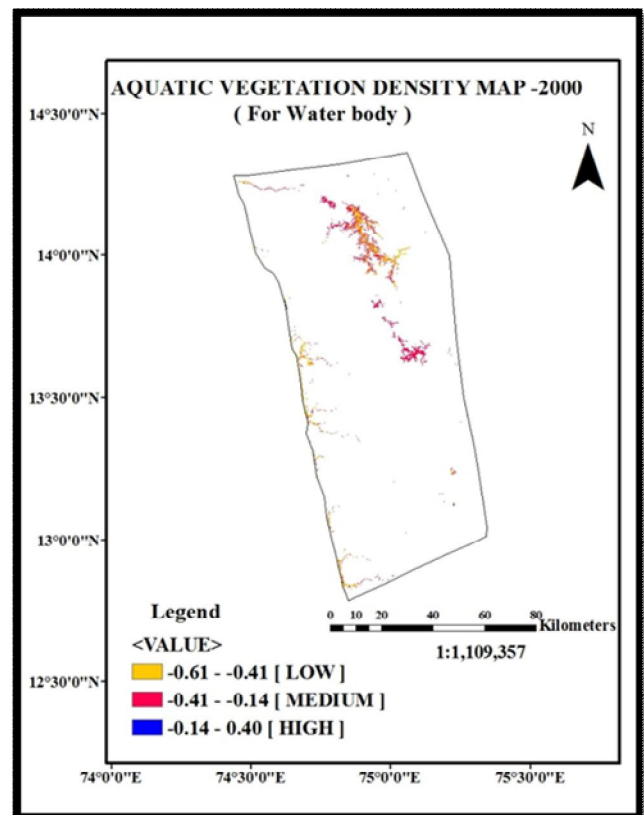 AQUATIC VEGETATION DENSITY MAP -2000
( For Water body )
N
14°30'0"N
14°0'0"N
13°30'0"N
13°0'0"N
12°30'0"N
Legend
<VALUE>
-0.61 - -0.41 [ LOW ]
-0.41 - -0.14 [ MEDIUM ]
-0.14 - 0.40 [ HIGH ]
0 10 20 40 60 80
Kilometers
1:1,109,357
74°0'0"E 74°30'0"E 75°0'0"E 75°30'0"E